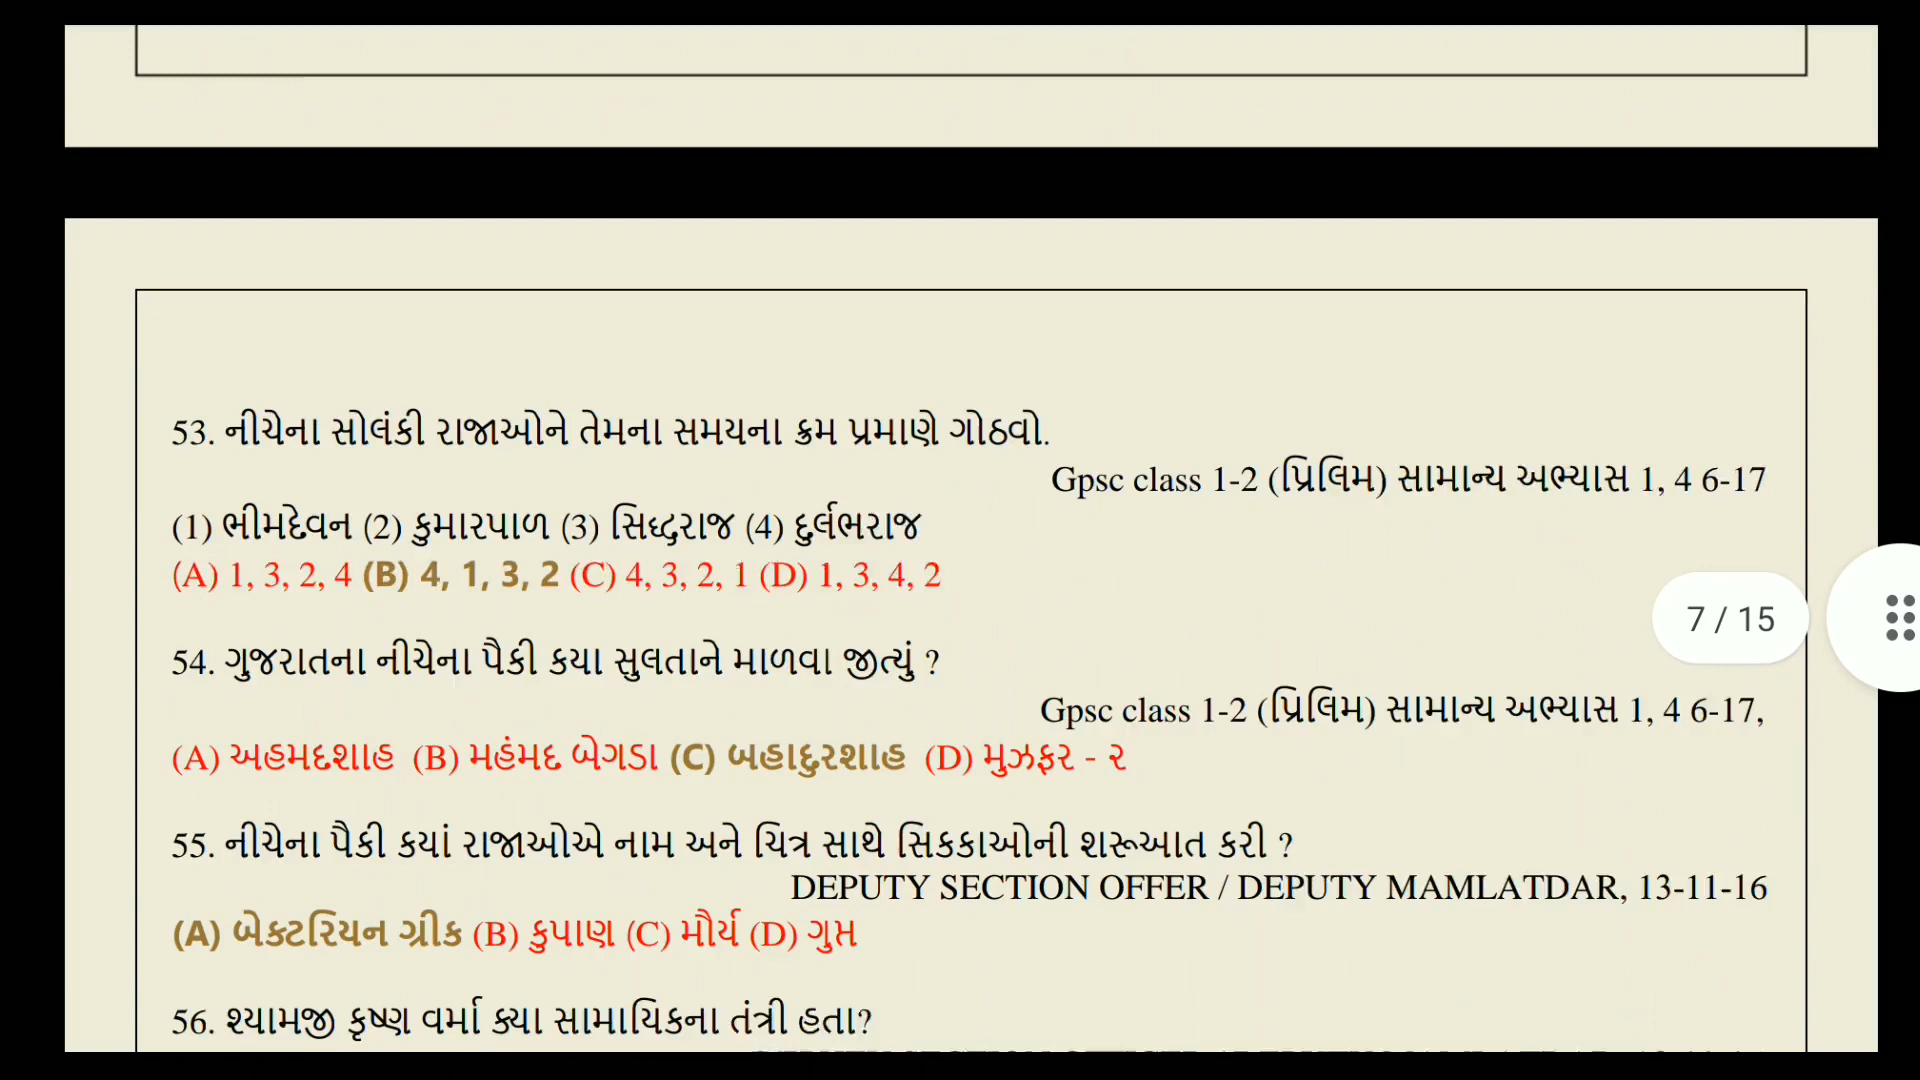 53. નીચેના સોલંકી રાજાઓને તેમના સમયના ક્રમ પ્રમાણે ગોઠવો.
Gpsc class 1-2 (પ્રિલિમ) સામાન્ય અભ્યાસ 1, 4 6-17
(1) ભીમદેવન (2) કુમારપાળ (3) સિધ્દ્રરાજ (4) દુર્લભરાજ
(A) 1, 3, 2, 4 (B) 4, 1, 3, 2 (C) 4, 3, 2, 1 (D) 1, 3, 4, 2
7 / 15
54. ગુજરાતના નીચેના પૈકી કયા સુલતાને માળવા જીત્યું ?
Gpsc class 1-2 (પ્રિલિમ) સામાન્ય અભ્યાસ 1, 4 6-17,
(A) અહમદશાહ (B) મહંમદ બેગડા (C) બહાદુરશાહ (D) મુઝફર - ૨
55. નીચેના પૈકી કયાં રાજાઓએ નામ અને ચિત્ર સાથે સિકકાઓની શરૂઆત કરી ?
DEPUTY SECTION OFFER / DEPUTY MAMLATDAR, 13-11-16
(A) બેક્ટરિયન ગ્રીક (B) કુપાણ (C) મૌર્ય (D) ગુપ્ત
56. શ્યામજી કૃષ્ણ વર્મા ક્યા સામાયિકના તંત્રી હતા?